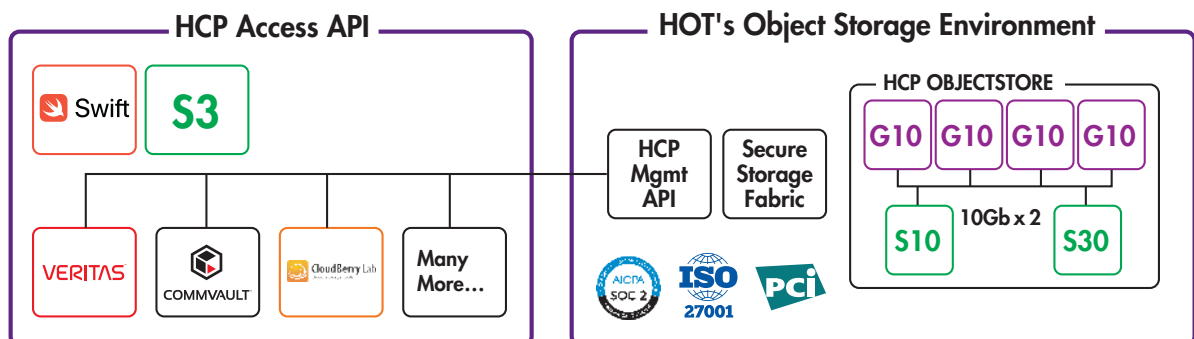 HCP Access API
Swift
S3
VERITAS
COMMVAULT
CloudBerry Lab
Many
More...
HOT's Object Storage Environment
HCP
Mgmt
API
Secure
Storage
Fabric
HCP OBJECTSTORE
G10
G10
G10
G10
10Gb x 2
S10
S30
AICPA
SOC 2
ISO
27001
PCi